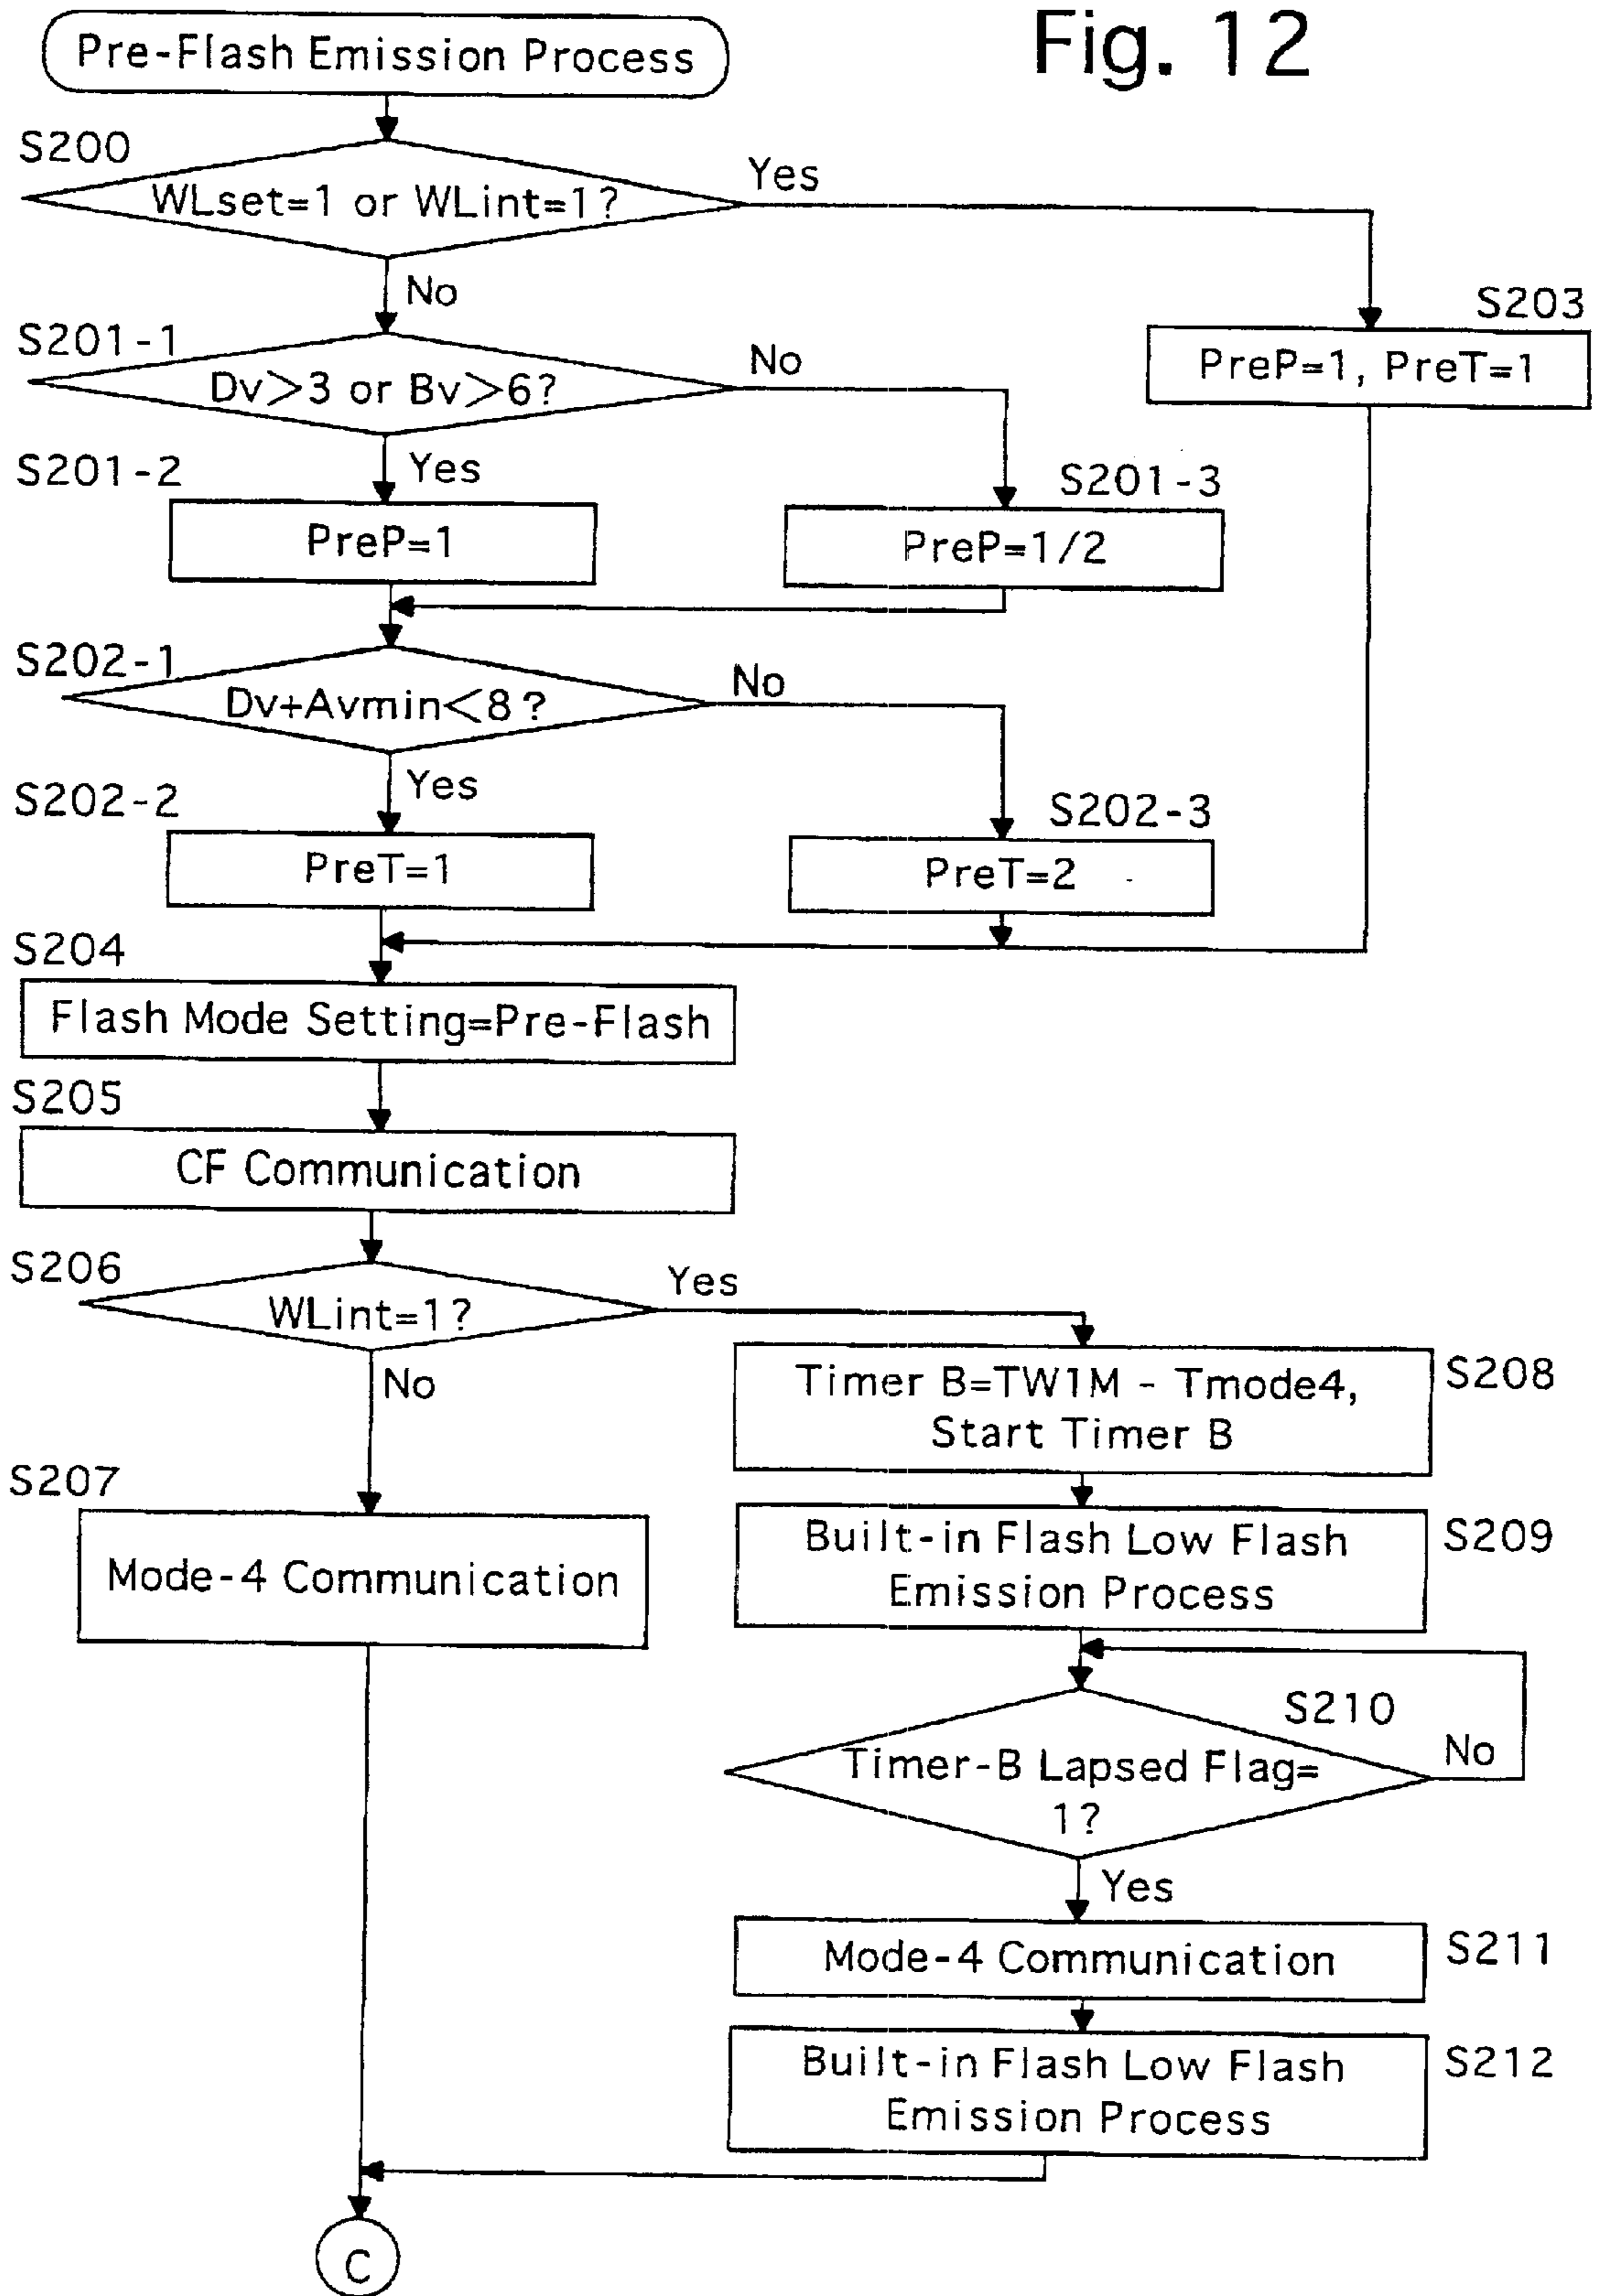 Fig. 12
Pre-Flash Emission Process
S200
WLset=1 or WLint=1?
Yes
No
S203
PreP=1, PreT=1
S201-1
Dv>3 or Bv>6?
No
Yes
S201-2
PreP=1
S201-3
PreP=1/2
S202-1
Dv+Avmin<8?
No
Yes
S202-2
PreT=1
S202-3
PreT=2
S204
Flash Mode Setting=Pre-Flash
S205
CF Communication
S206
WLint=1?
Yes
No
S207
Mode-4 Communication
Timer B=TW1M - Tmode4,
Start Timer B
S208
Built-in Flash Low Flash
Emission Process
S209
S210
Timer-B Lapsed Flag=
1?
No
Yes
Mode-4 Communication
S211
Built-in Flash Low Flash
Emission Process
S212
C